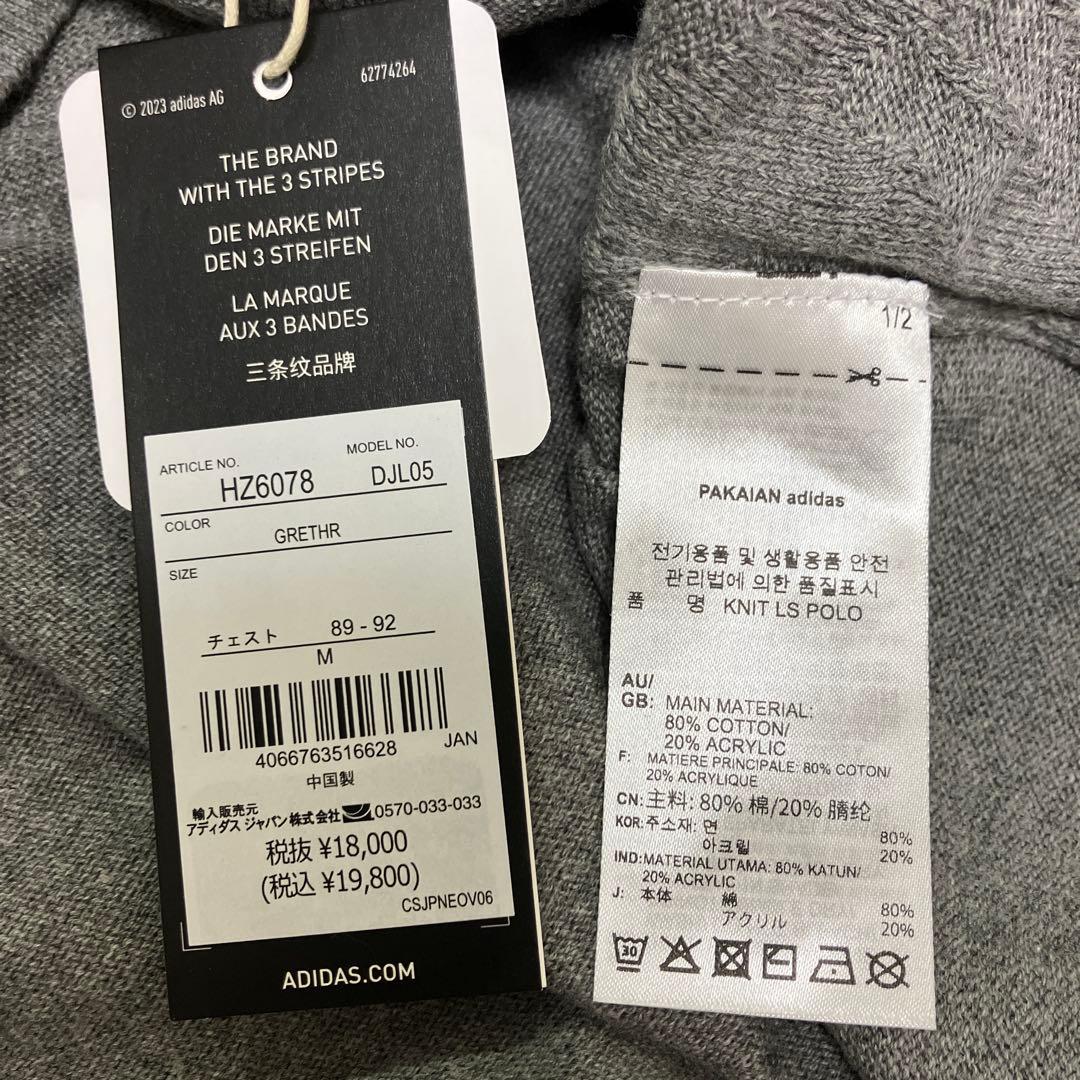 © 2023 adidas AG
62774264
THE BRAND
WITH THE 3 STRIPES
DIE MARKE MIT
DEN 3 STREIFEN
LA MARQUE
AUX 3 BANDES
三条纹品牌
ARTICLE NO.
MODEL NO.
HZ6078
DJL05
COLOR
GRETHR
SIZE
チェスト 89 - 92
M
4066763516628 JAN
中国製
輸入販売元
アディダス ジャパン株式会社 0570-033-033
税抜 ¥18,000
(税込 ¥19,800)
CSJPNEOV06
ADIDAS.COM
1/2
PAKAIAN adidas
전기용품 및 생활용품 안전
관리법에 의한 품질표시
품 명 KNIT LS POLO
AU/
GB: MAIN MATERIAL:
80% COTTON/
20% ACRYLIC
F: MATIERE PRINCIPALE: 80% COTON/
20% ACRYLIQUE
CN: 主料: 80% 棉/20% 腈纶
KOR: 주소재: 면 80%
아크릴 20%
IND: MATERIAL UTAMA: 80% KATUN/
20% ACRYLIC
J: 本体 綿 80%
アクリル 20%
30